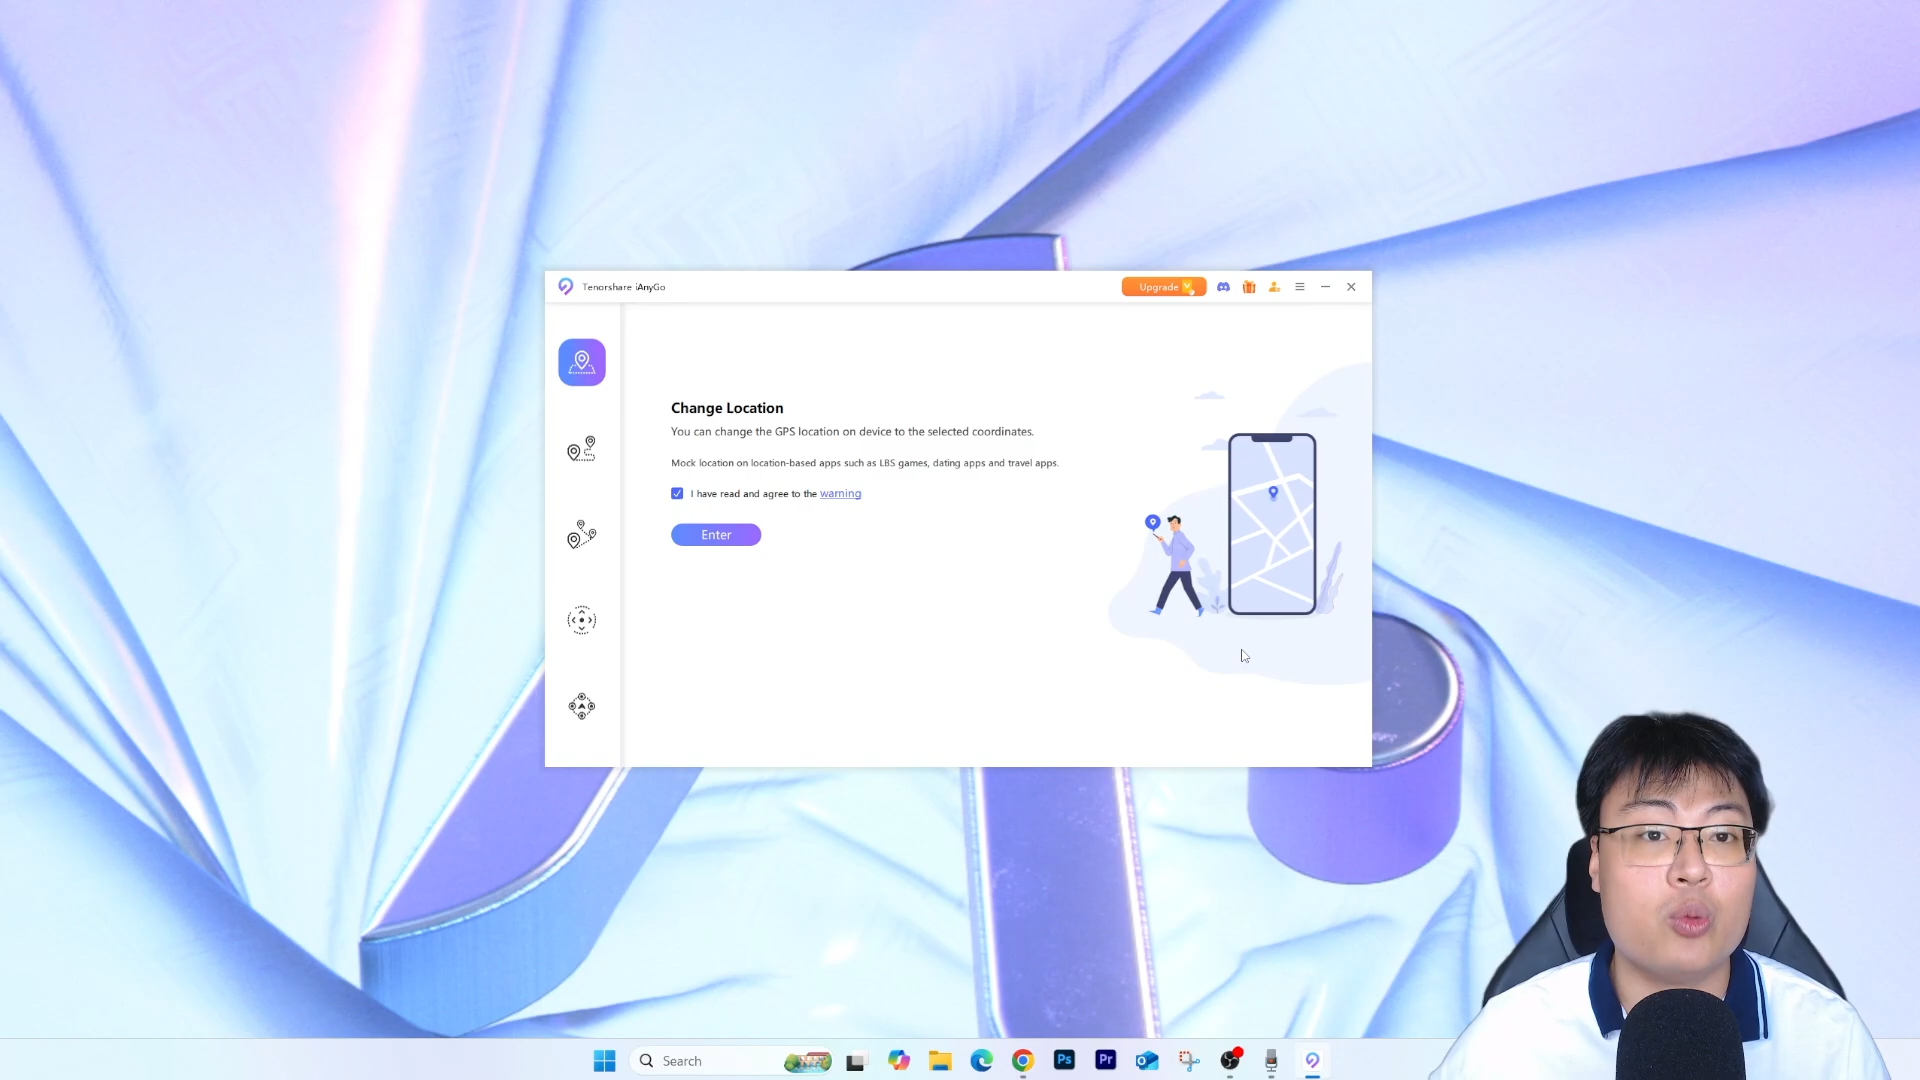 Tenorshare iAnyGo
Upgrade
Change Location
You can change the GPS location on device to the selected coordinates.
Mock location on location-based apps such as LBS games, dating apps and travel apps.
I have read and agree to the warning
Enter
Search
Ps
Pr